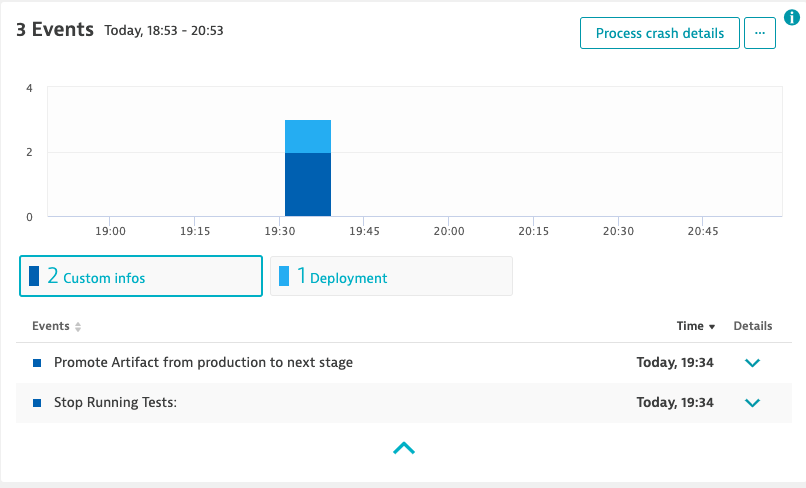 3 Events Today, 18:53 - 20:53
Process crash details
...
i
4
2
0
19:00 19:15 19:30 19:45 20:00 20:15 20:30 20:45
2 Custom infos
1 Deployment
Events Time Details
Promote Artifact from production to next stage Today, 19:34
Stop Running Tests: Today, 19:34